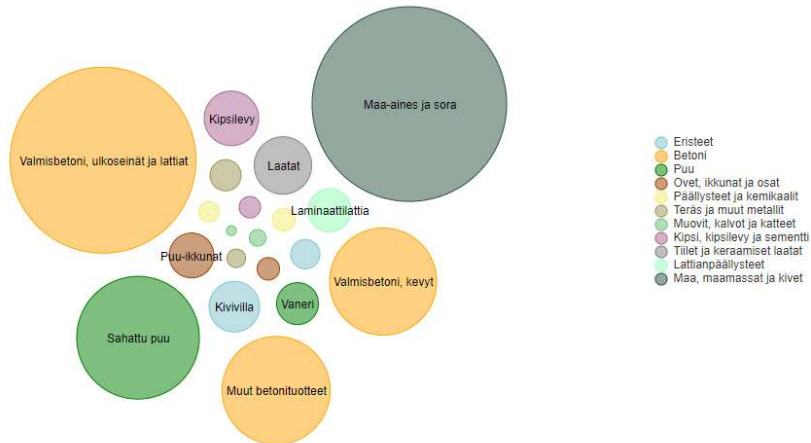 Maa-aines ja sora
Kipsilevy
Valmisbetoni, ulkoseinät ja lattiat
Laatat
Laminaattilattia
Puu-ikkunat
Valmisbetoni, kevyt
Kivivilla
Vaneri
Sahattu puu
Muut betonituotteet
Eristeet
Betoni
Puu
Ovet, ikkunat ja osat
Päällysteet ja kemikaalit
Teräs ja muut metallit
Muovit, kalvot ja katteet
Kipsi, kipsilevy ja sementti
Tiilet ja keraamiset laatat
Lattianpäällysteet
Maa, maamassat ja kivet